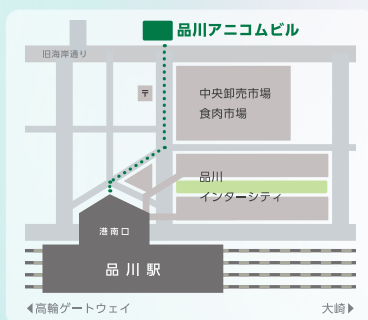 品川アニコムビル
旧海岸通り
〒
中央卸売市場
食肉市場
品川
インターシティ
港南口
品川駅
◀高輪ゲートウェイ
大崎▶